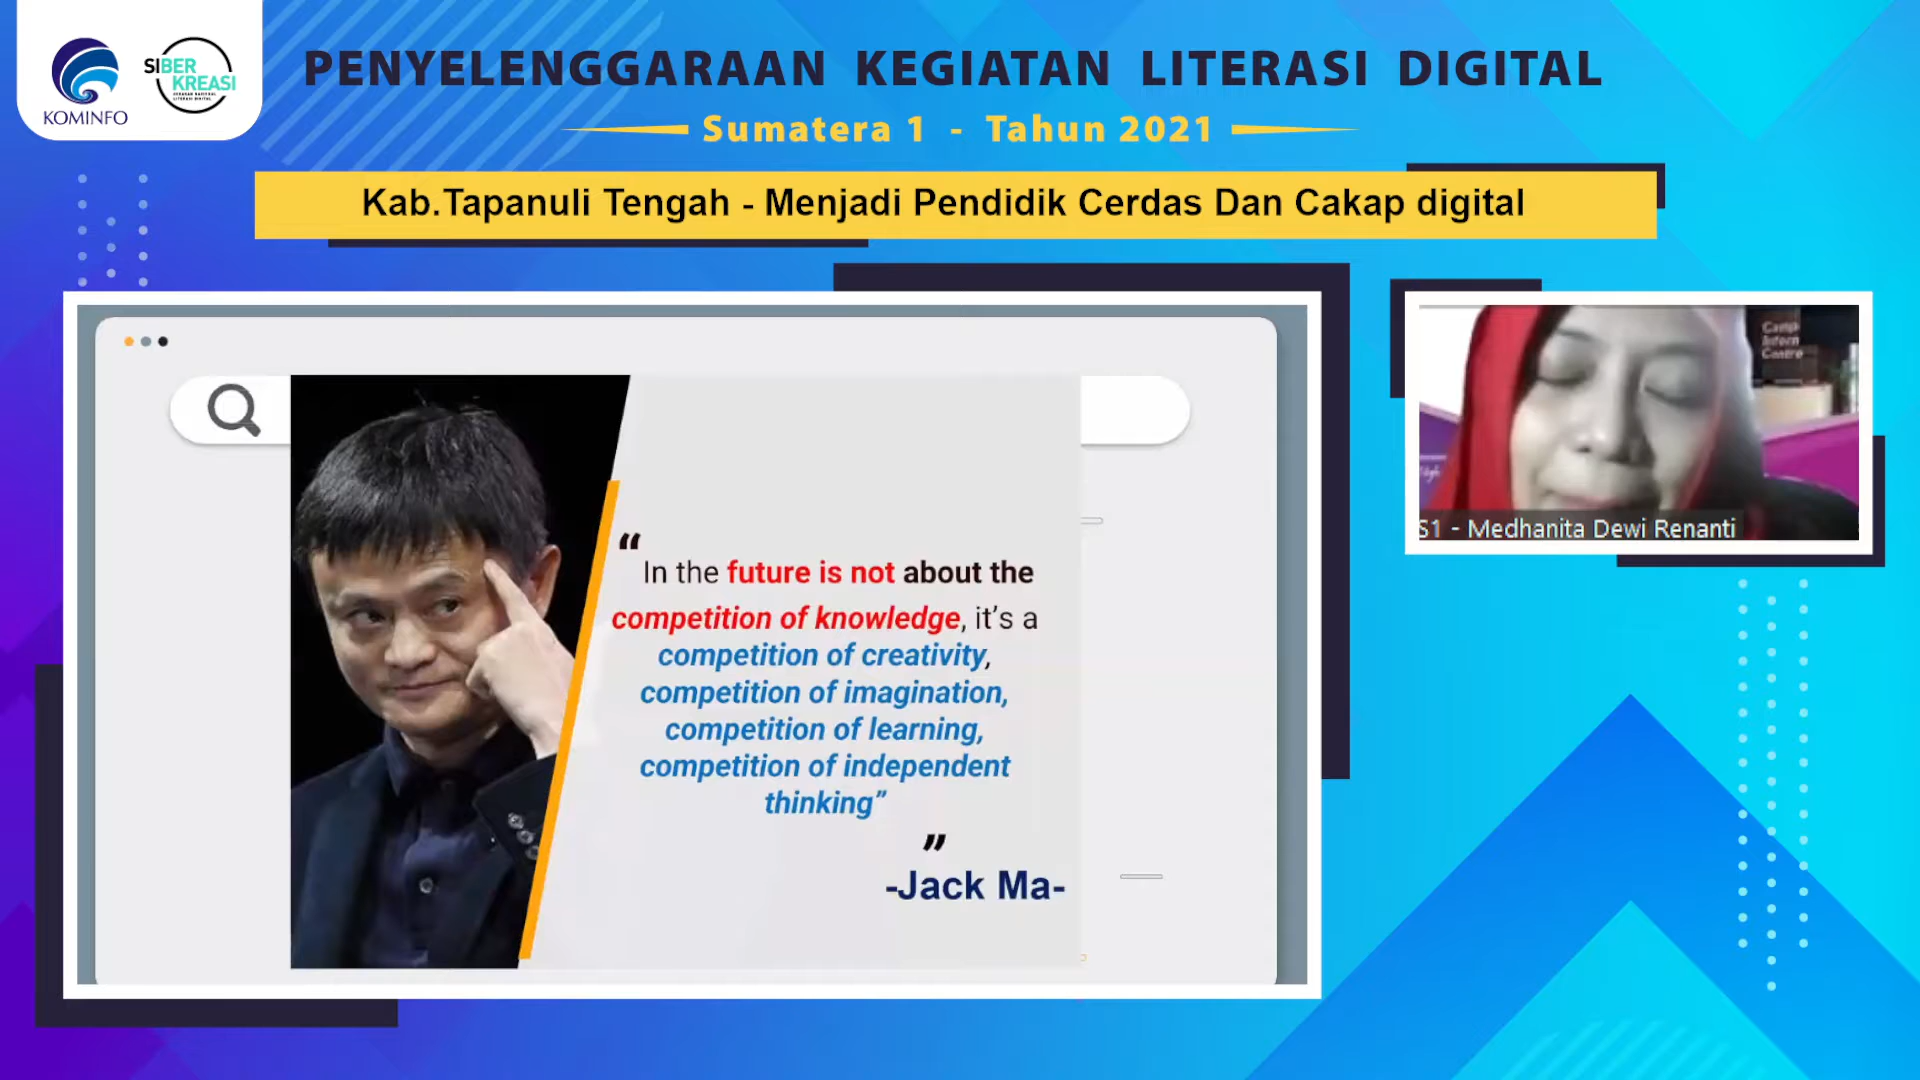 KOMINFO
SIBER
KREASI
PENYELENGGARAAN KEGIATAN LITERASI DIGITAL
Sumatera 1 - Tahun 2021
Kab.Tapanuli Tengah - Menjadi Pendidik Cerdas Dan Cakap digital
“
In the future is not about the
competition of knowledge, it’s a
competition of creativity,
competition of imagination,
competition of learning,
competition of independent
thinking”
”
-Jack Ma-
S1 - Medhanita Dewi Renanti